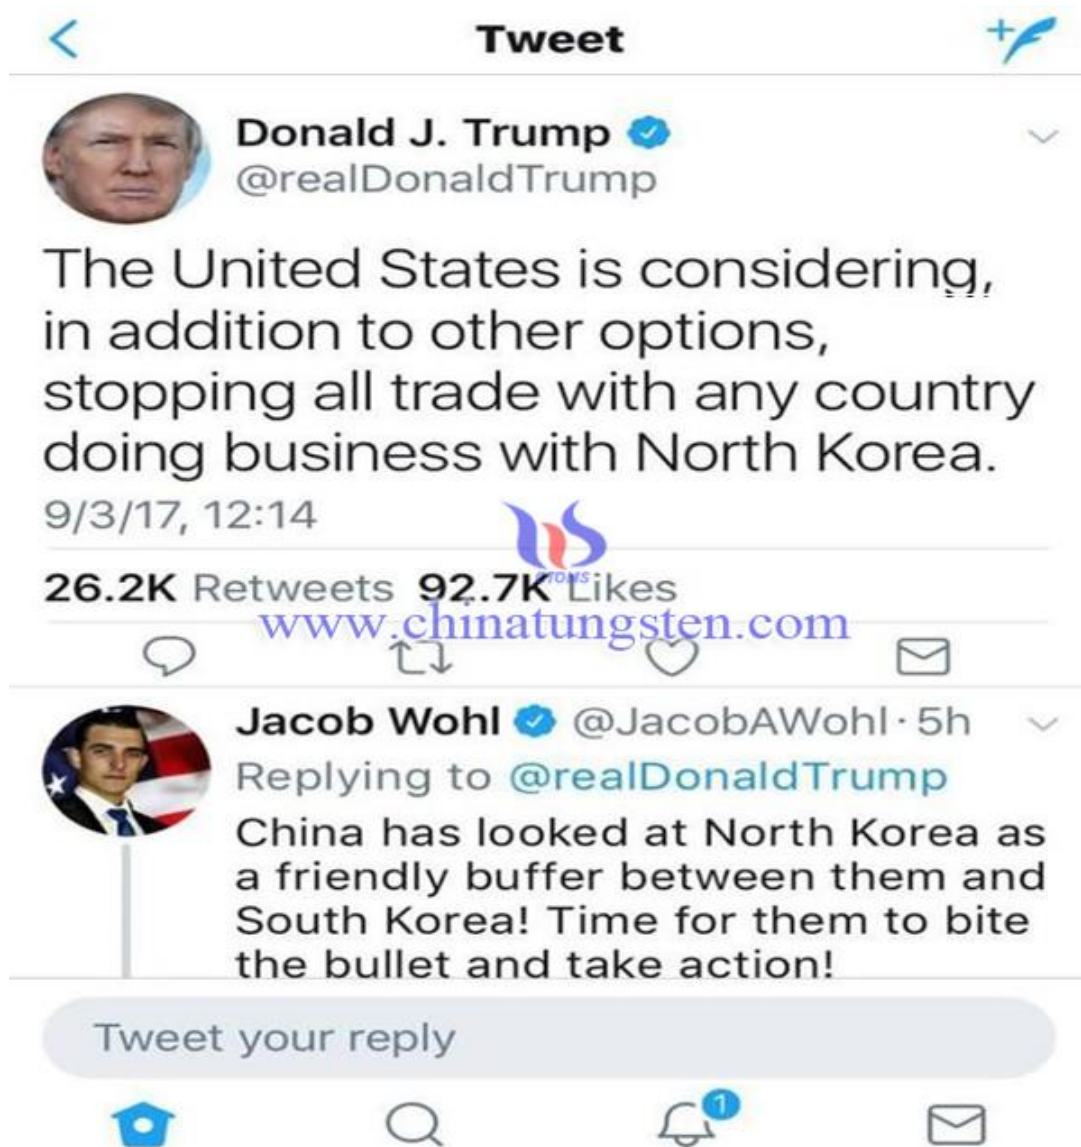 Tweet
Donald J. Trump
@realDonaldTrump
The United States is considering,
in addition to other options,
stopping all trade with any country
doing business with North Korea.
9/3/17, 12:14
26.2K Retweets 92.7K Likes
CTOMS
www.chinatungsten.com
Jacob Wohl @JacobAWohl · 5h
Replying to @realDonaldTrump
China has looked at North Korea as
a friendly buffer between them and
South Korea! Time for them to bite
the bullet and take action!
Tweet your reply
1